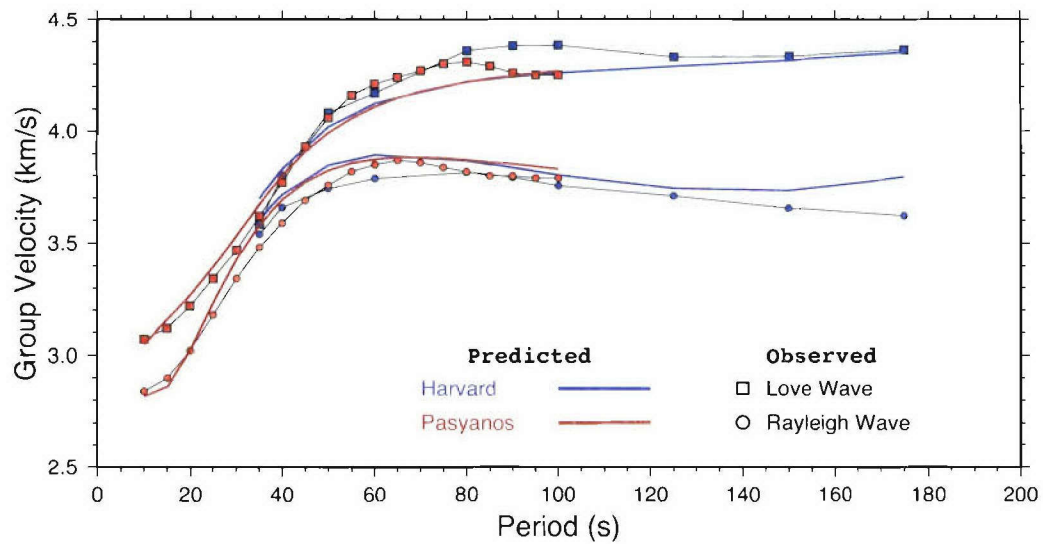 4.5
4.0
3.5
3.0
2.5
Group Velocity (km/s)
Predicted Observed
Harvard Love Wave
Pasyanos Rayleigh Wave
0 20 40 60 80 100 120 140 160 180 200
Period (s)